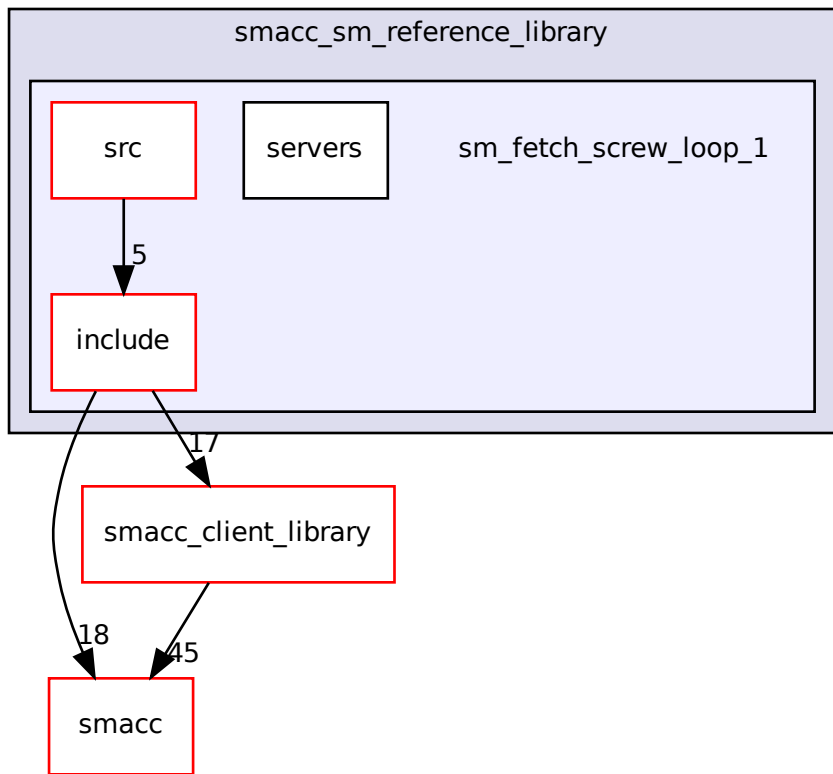 smacc_sm_reference_library
src
servers
sm_fetch_screw_loop_1
5
include
17
smacc_client_library
18
45
smacc